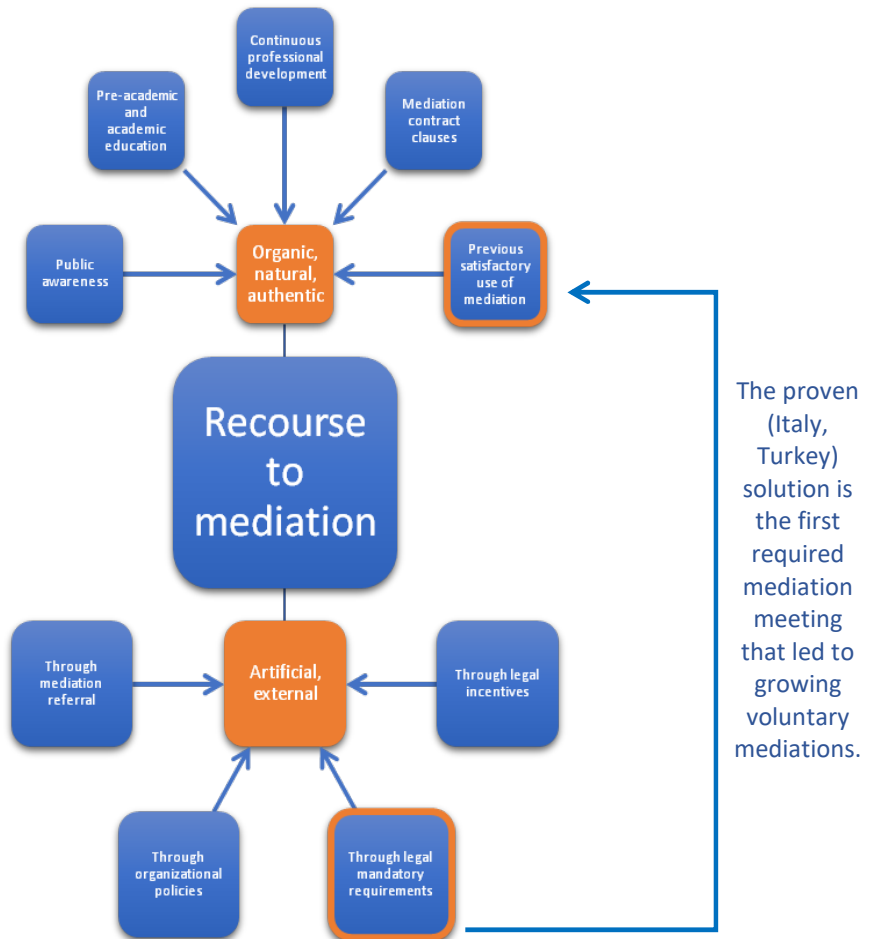 Continuous
professional
development
Pre-academic
and
academic
education
Mediation
contract
clauses
Public
awareness
Organic,
natural,
authentic
Previous
satisfactory
use of
mediation
Recourse
to
mediation
The proven
(Italy,
Turkey)
solution is
the first
required
mediation
meeting
that led to
growing
voluntary
mediations.
Through
mediation
referral
Artificial,
external
Through legal
incentives
Through
organizational
policies
Through legal
mandatory
requirements